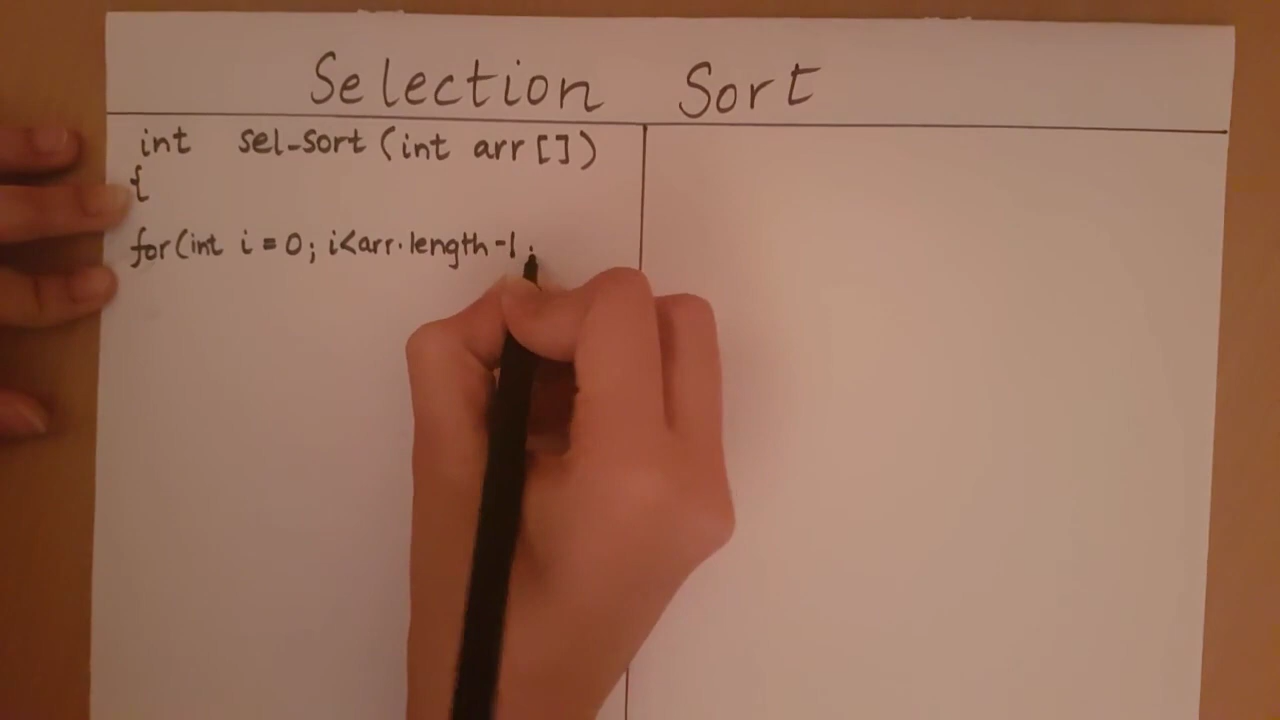 Selection Sort
int sel-sort (int arr [])
{
for(int i = 0; i<arr.length-1;